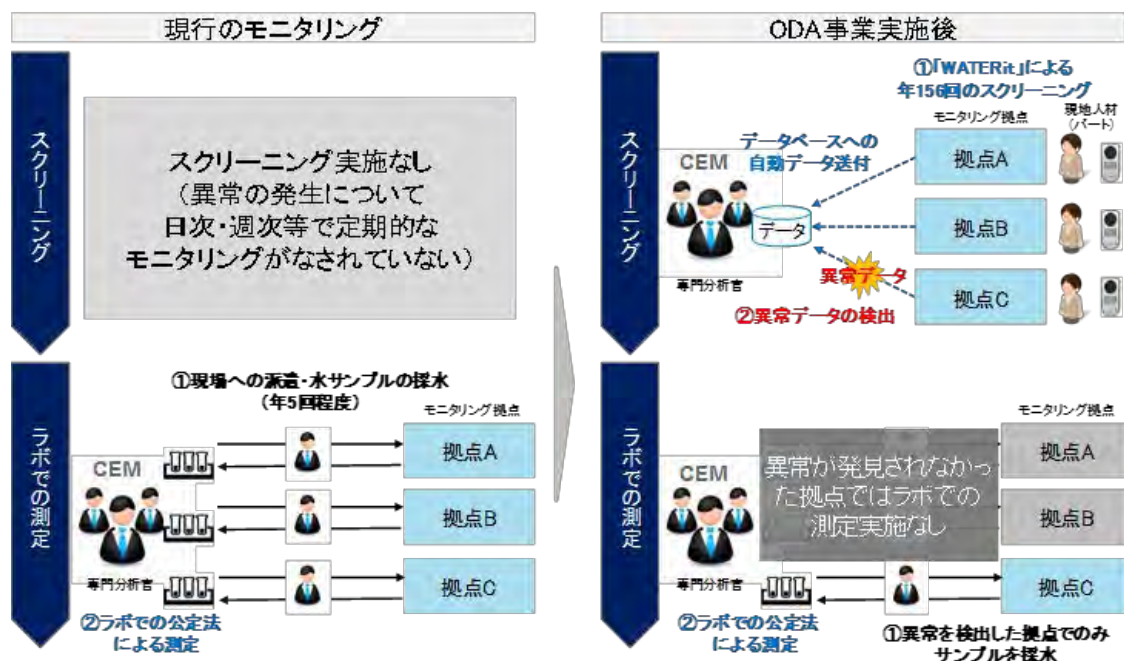 現行のモニタリング
スクリーニング
スクリーニング実施なし
(異常の発生について
日次・週次等で定期的な
モニタリングがなされていない)
ラボでの測定
①現場への派遣・水サンプルの採水
(年5回程度)
モニタリング拠点
CEM
拠点A
拠点B
拠点C
専門分析官
②ラボでの公定法
による測定
ODA事業実施後
スクリーニング
①「WATERit」による
年156回のスクリーニング
モニタリング拠点
現地人材
(パート)
データベースへの
自動データ送付
CEM
データ
専門分析官
拠点A
拠点B
拠点C
異常データ
②異常データの検出
ラボでの測定
モニタリング拠点
CEM
異常が発見されなかっ
た拠点ではラボでの
測定実施なし
拠点A
拠点B
拠点C
専門分析官
②ラボでの公定法
による測定
①異常を検出した拠点でのみ
サンプルを採水